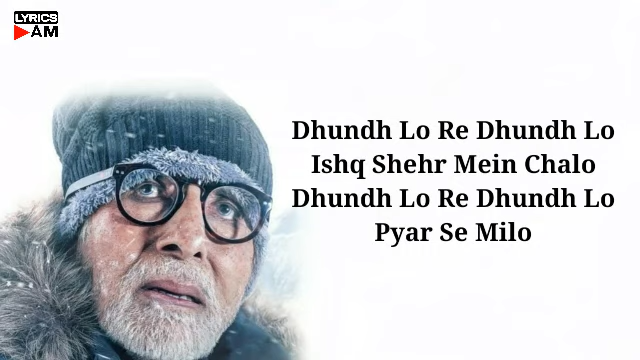 LYRICS
AM
Dhundh Lo Re Dhundh Lo
Ishq Shehr Mein Chalo
Dhundh Lo Re Dhundh Lo
Pyar Se Milo